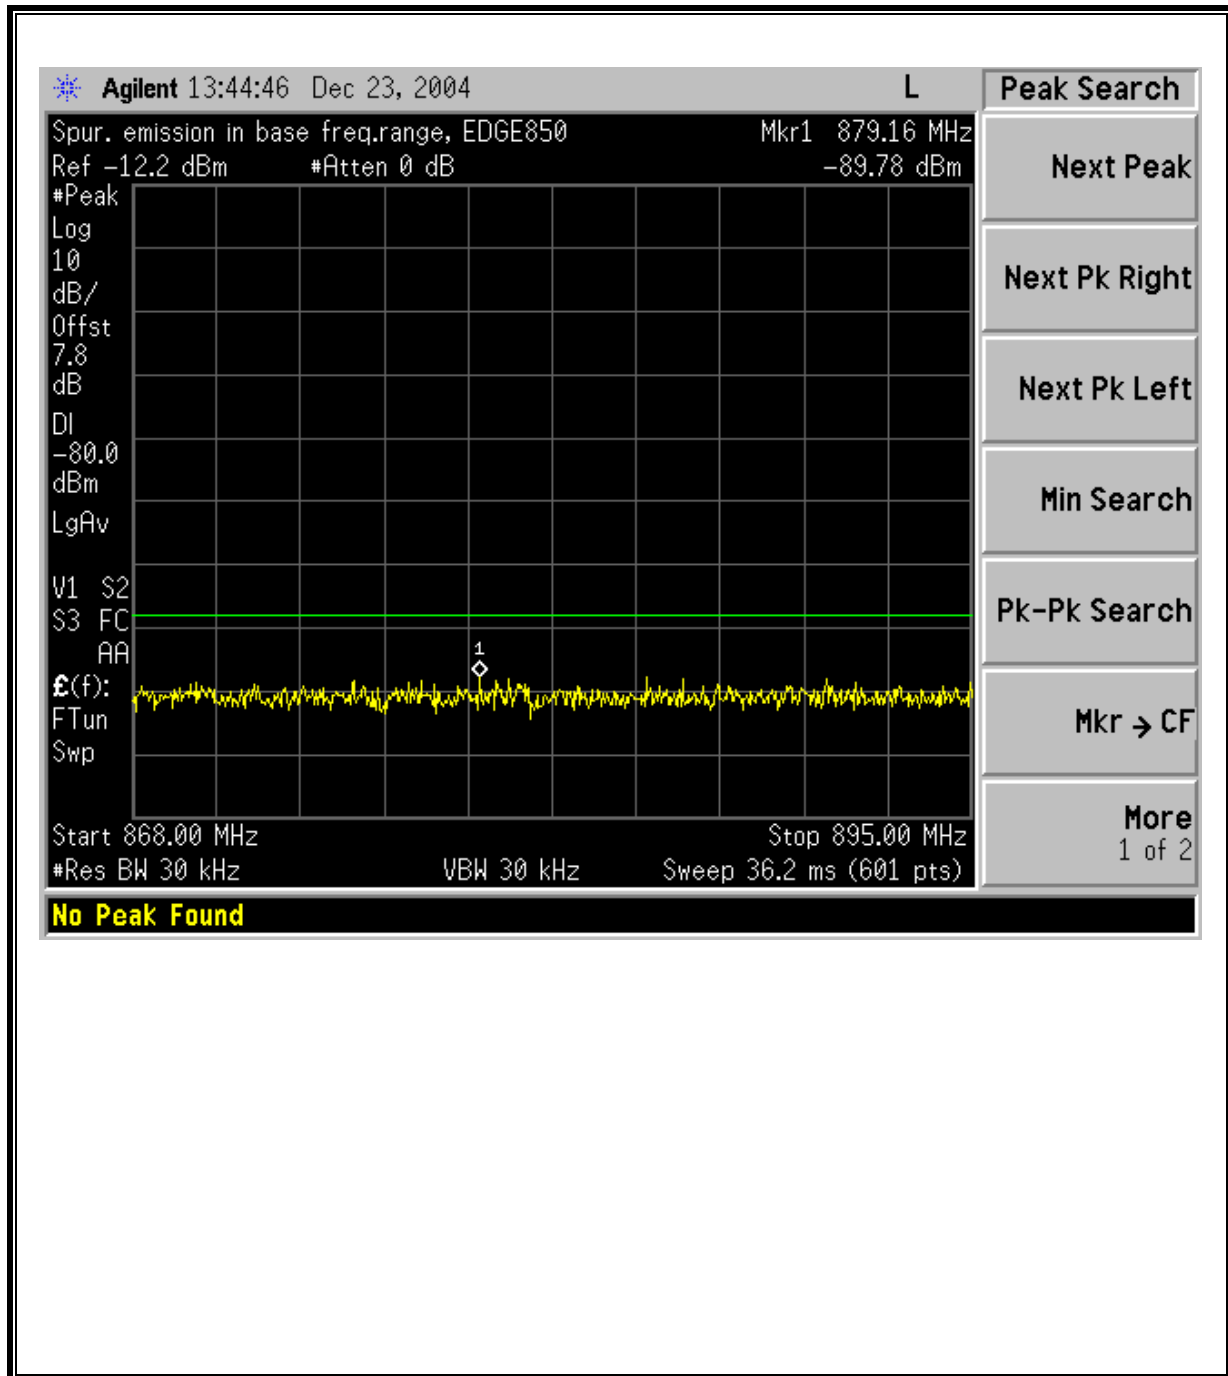 Agilent 13:44:46 Dec 23, 2004 L
Peak Search
Spur. emission in base freq.range, EDGE850 Mkr1 879.16 MHz
Ref -12.2 dBm #Atten 0 dB -89.78 dBm
#Peak
Log
10
dB/
Offst
7.8
dB
DI
-80.0
dBm
LgAv
V1 S2
S3 FC
AA
£(f):
FTun
Swp
1
Start 868.00 MHz Stop 895.00 MHz
#Res BW 30 kHz VBW 30 kHz Sweep 36.2 ms (601 pts)
No Peak Found
Next Peak
Next Pk Right
Next Pk Left
Min Search
Pk-Pk Search
Mkr → CF
More
1 of 2